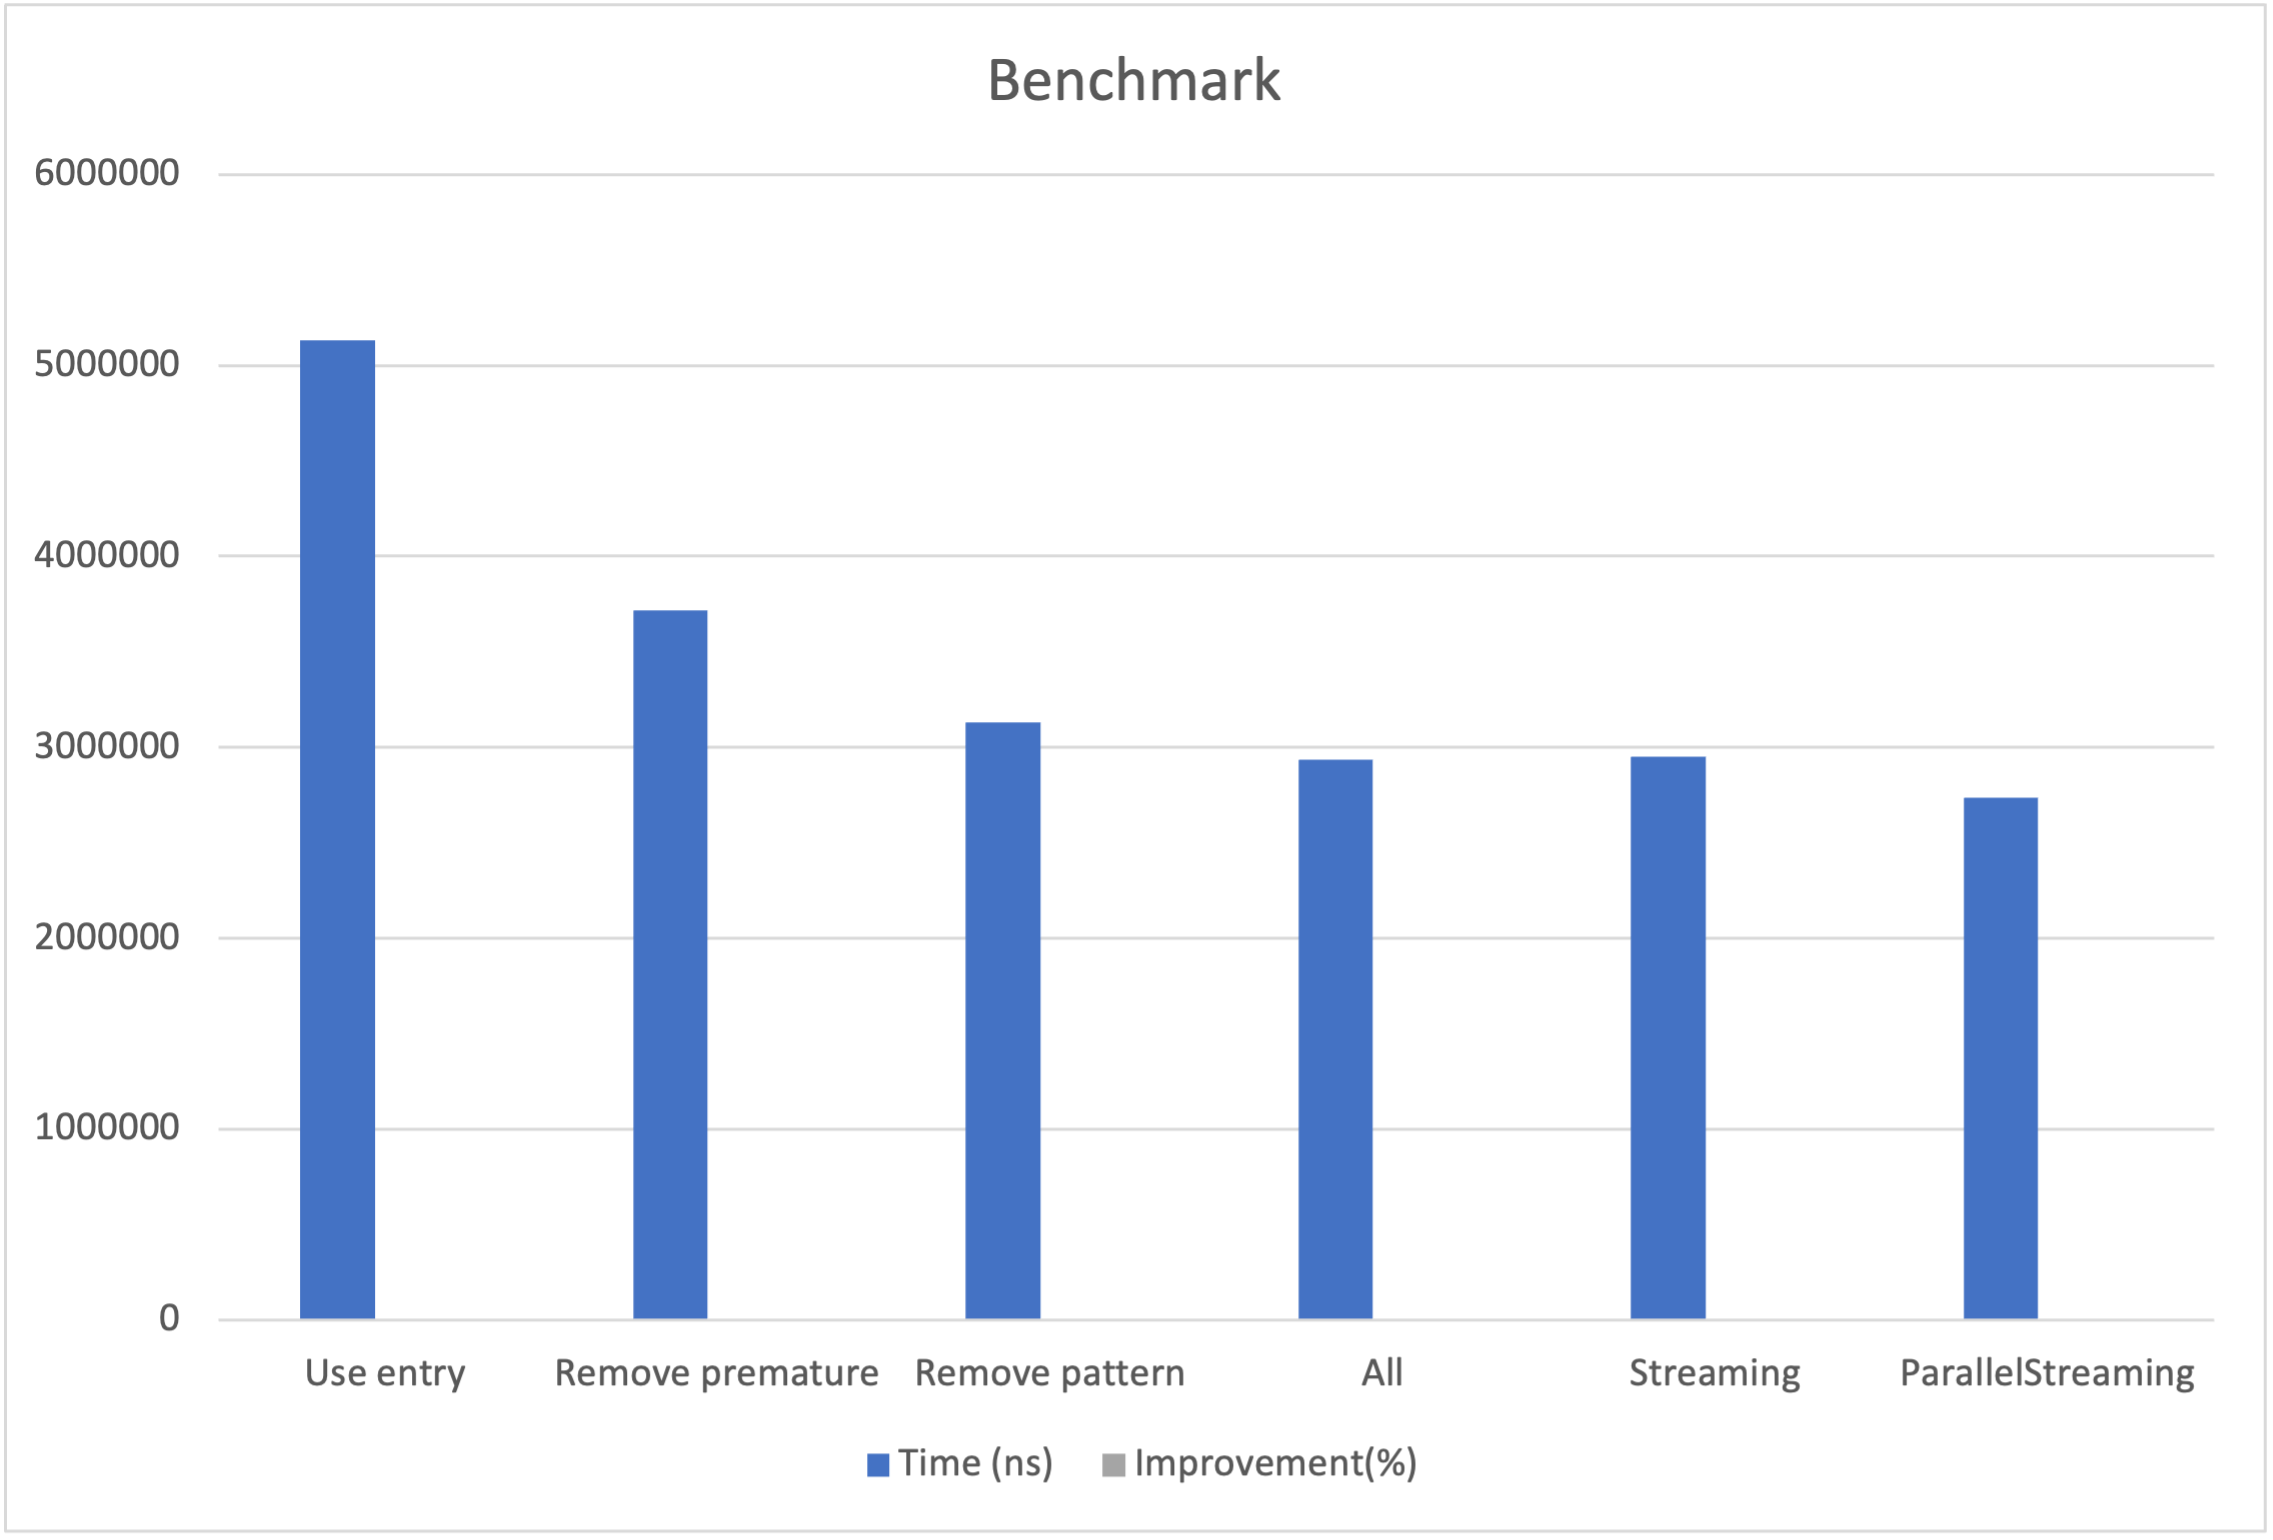 Benchmark
6000000
5000000
4000000
3000000
2000000
1000000
0
Use entry Remove premature Remove pattern All Streaming ParallelStreaming
Time (ns) Improvement(%)